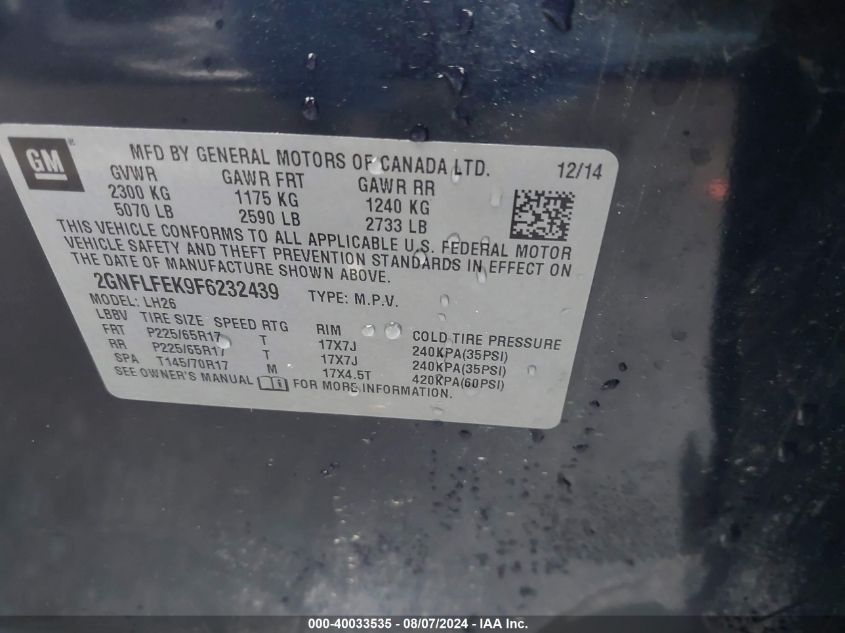 GM
MFD BY GENERAL MOTORS OF CANADA LTD. 12/14
GVWR GAWR FRT GAWR RR
2300 KG 1175 KG 1240 KG
5070 LB 2590 LB 2733 LB
THIS VEHICLE CONFORMS TO ALL APPLICABLE U.S. FEDERAL MOTOR
VEHICLE SAFETY AND THEFT PREVENTION STANDARDS IN EFFECT ON
THE DATE OF MANUFACTURE SHOWN ABOVE.
2GNFLFEK9F6232439 TYPE: M.P.V.
MODEL: LH26
LBBV TIRE SIZE SPEED RTG RIM COLD TIRE PRESSURE
FRT P225/65R17 T 17X7J 240KPA(35PSI)
RR P225/65R17 T 17X7J 240KPA(35PSI)
SPA T145/70R17 M 17X4.5T 420KPA(60PSI)
SEE OWNER'S MANUAL FOR MORE INFORMATION.
000-40033535 - 08/07/2024 - IAA Inc.